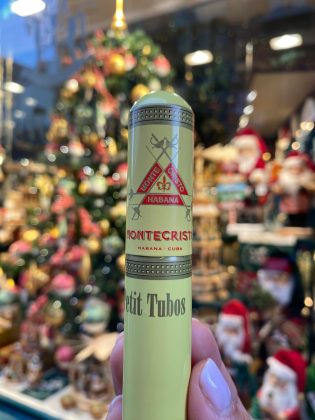 MONTE CRISTO
HABANA
MONTECRISTO
HABANA · CUBA
etit Tubos